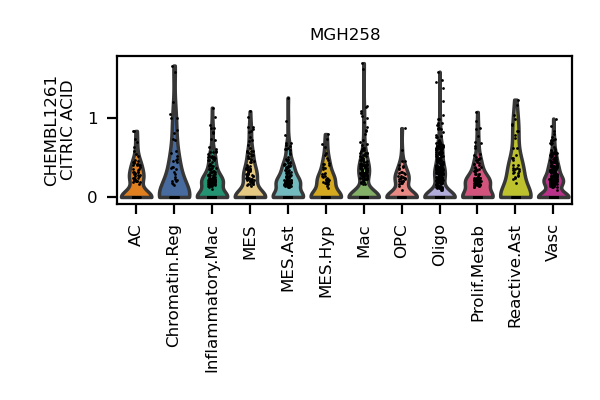 MGH258
CHEMBL1261
CITRIC ACID
1
0
AC
Chromatin.Reg
Inflammatory.Mac
MES
MES.Ast
MES.Hyp
Mac
OPC
Oligo
Prolif.Metab
Reactive.Ast
Vasc